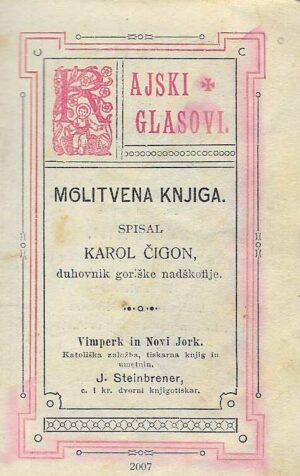 RAJSKI
GLASOVI.
MOLITVENA KNJIGA.
SPISAL
KAROL ČIGON,
duhovnik goriške nadškofije.
Vimperk in Novi Jork.
Katoliška založba, tiskarna knjig in
umetnin.
J. Steinbrener,
c. i kr. dvorni knjigotiskar.
2007